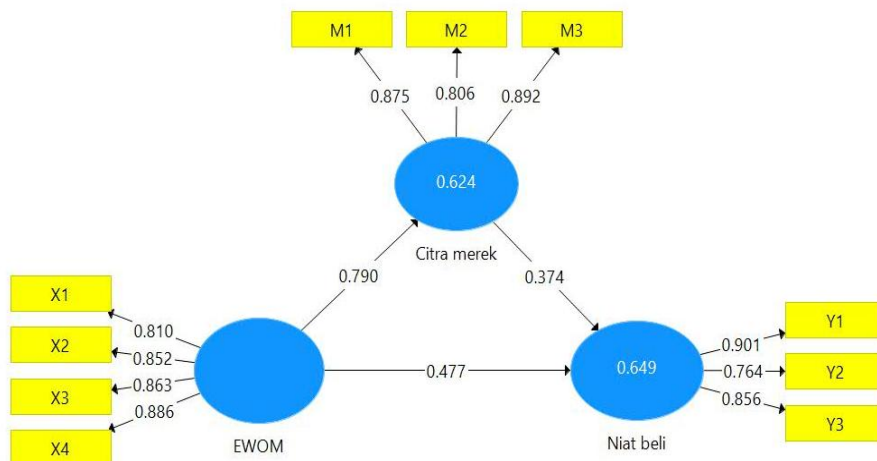 M1 M2 M3
0.875 0.806 0.892
0.624
Citra merek
0.790 0.374
X1
0.810
X2
0.852
X3
0.863
X4
0.886
EWOM
0.477
0.649
Niat beli
0.901
Y1
0.764
Y2
0.856
Y3